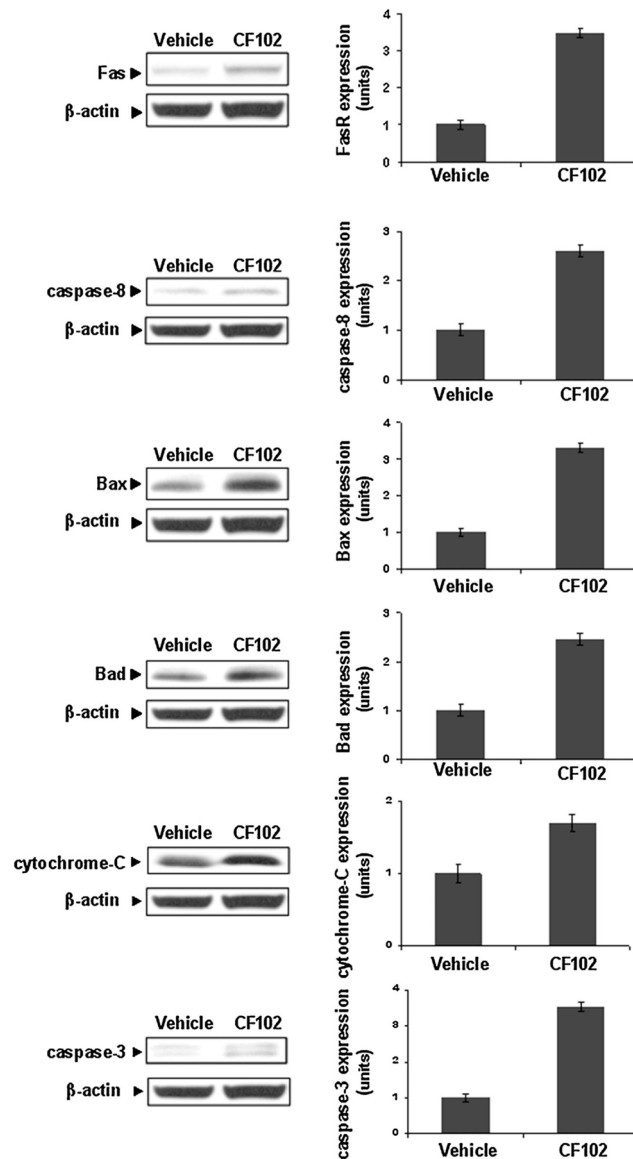 Vehicle CF102
Fas
β-actin
FasR expression
(units)
4
3
2
1
0
Vehicle CF102
Vehicle CF102
caspase-8
β-actin
caspase-8 expression
(units)
3
2
1
0
Vehicle CF102
Vehicle CF102
Bax
β-actin
Bax expression
(units)
4
3
2
1
0
Vehicle CF102
Vehicle CF102
Bad
β-actin
Bad expression
(units)
3
2
1
0
Vehicle CF102
Vehicle CF102
cytochrome-C
β-actin
cytochrome-C expression
(units)
2
1
0
Vehicle CF102
Vehicle CF102
caspase-3
β-actin
caspase-3 expression
(units)
4
3
2
1
0
Vehicle CF102